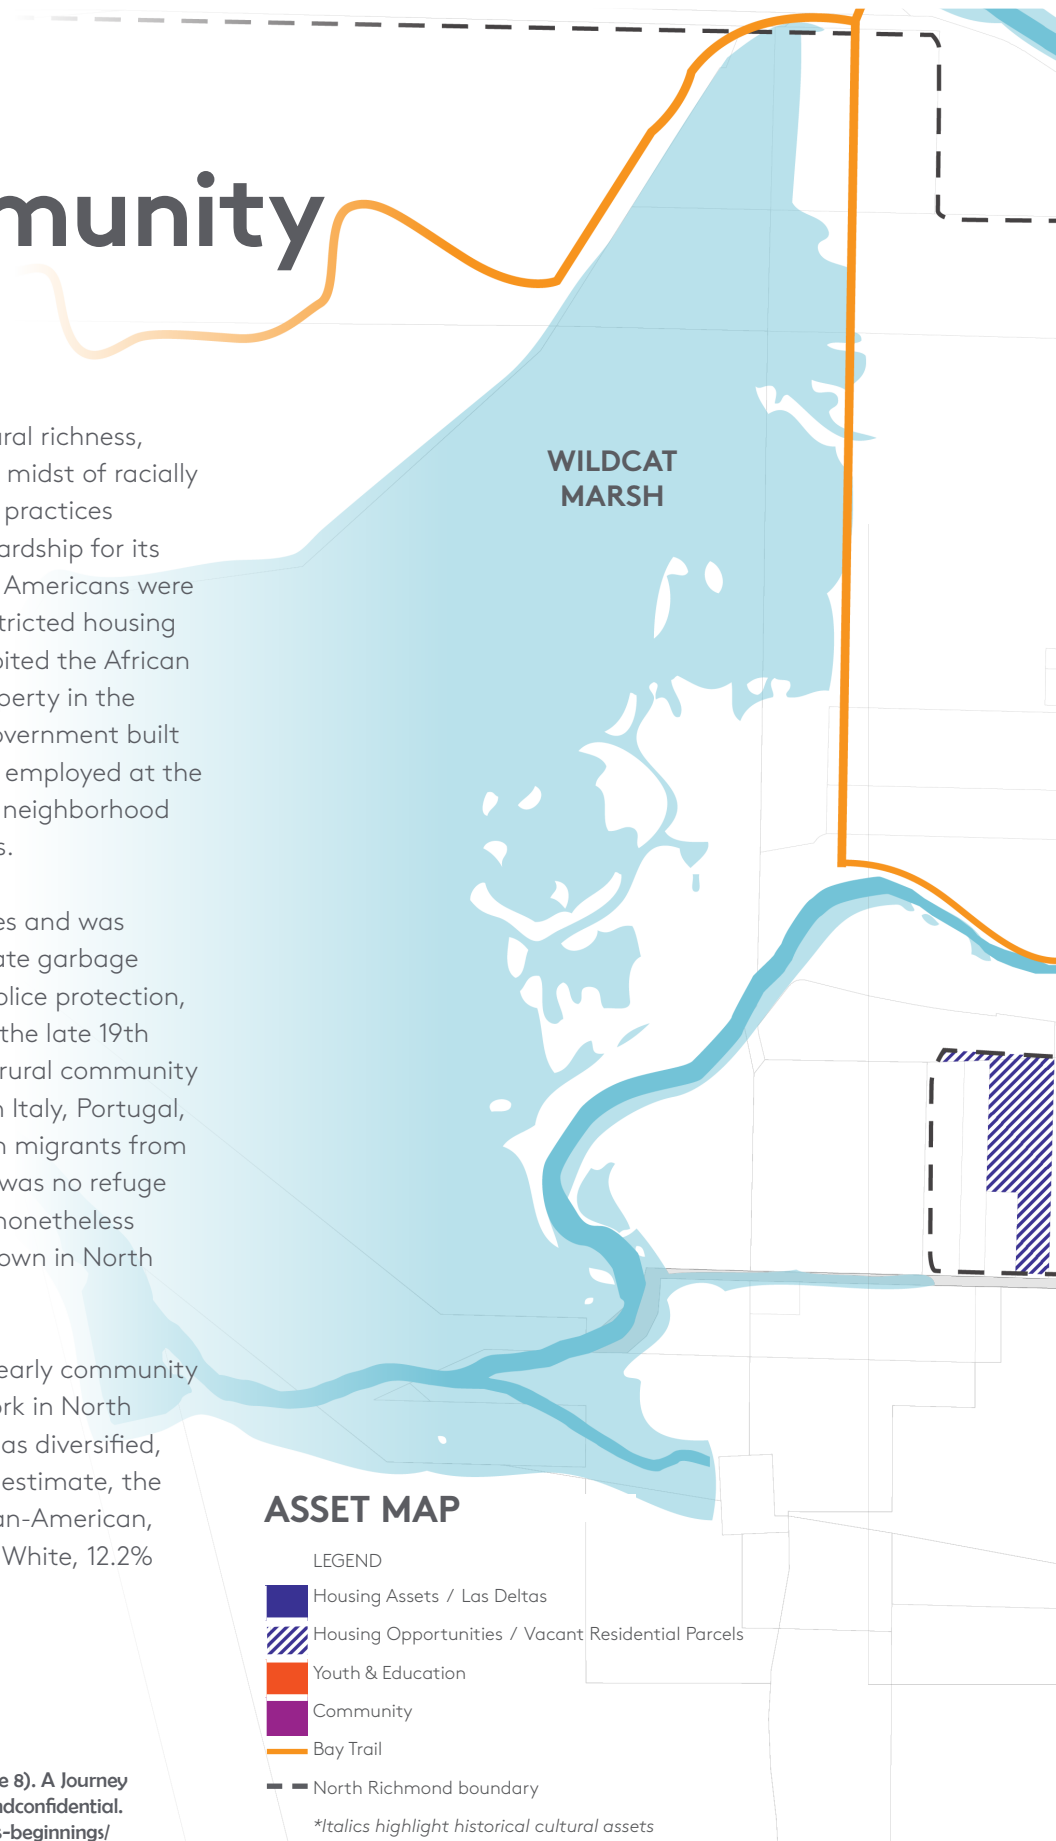 munity
ral richness,
midst of racially
practices
ardship for its
Americans were
tricted housing
ited the African
perty in the
overnment built
employed at the
neighborhood
s.
es and was
ate garbage
olice protection,
the late 19th
rural community
n Italy, Portugal,
n migrants from
was no refuge
nonetheless
own in North
early community
ork in North
as diversified,
estimate, the
an-American,
White, 12.2%
e 8). A Journey
ndconfidential.
s-beginnings/
WILDCAT
MARSH
ASSET MAP
LEGEND
Housing Assets / Las Deltas
Housing Opportunities / Vacant Residential Parcels
Youth & Education
Community
Bay Trail
North Richmond boundary
*Italics highlight historical cultural assets